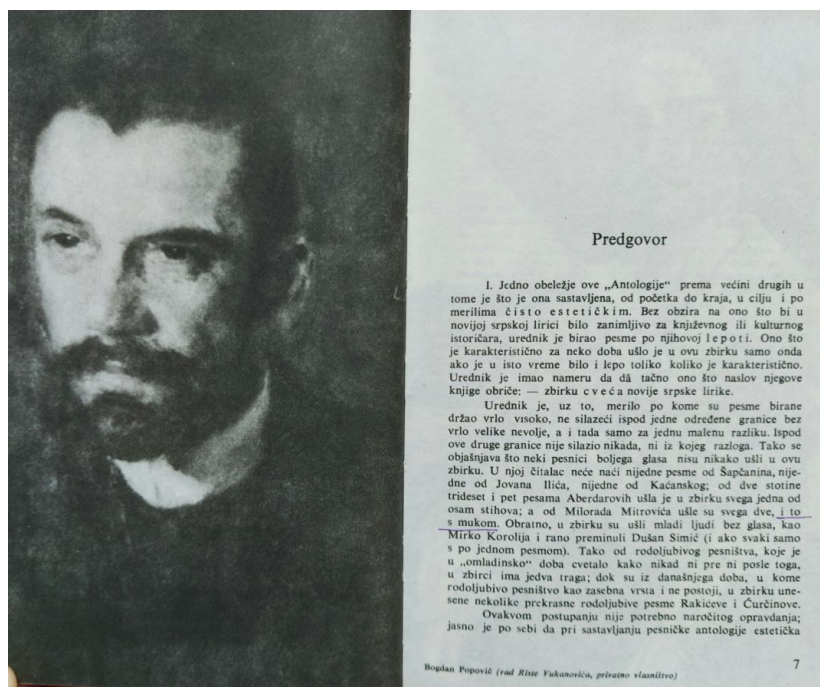 Predgovor
I. Jedno obeležje ove „Antologije“ prema većini drugih u
tome je što je ona sastavljena, od početka do kraja, u cilju i po
merilima čisto estetičkim. Bez obzira na ono što bi u
novijoj srpskoj lirici bilo zanimljivo za književnog ili kulturnog
istoričara, urednik je birao pesme po njihovoj lepoti. Ono što
je karakteristično za neko doba ušlo je u ovu zbirku samo onda
ako je u isto vreme bilo i lepo toliko koliko je karakteristično.
Urednik je imao nameru da dâ tačno ono što naslov njegove
knjige obriče: — zbirku cveća novije srpske lirike.
Urednik je, uz to, merilo po kome su pesme birane
držao vrlo visoko, ne silazeći ispod jedne određene granice bez
vrlo velike nevolje, a i tada samo za jednu malenu razliku. Ispod
ove druge granice nije silazio nikada, ni iz kojeg razloga. Tako se
objašnjava što neki pesnici boljega glasa nisu nikako ušli u ovu
zbirku. U njoj čitalac neće naći nijedne pesme od Šapčanina, nije-
dne od Jovana Ilića, nijedne od Kaćanskog; od dve stotine
trideset i pet pesama Aberdarovih ušla je u zbirku svega jedna od
osam stihova; a od Milorada Mitrovića ušle su svega dve, i to
s mukom. Obratno, u zbirku su ušli mladi ljudi bez glasa, kao
Mirko Korolija i rano preminuli Dušan Simić (i ako svaki samo
s po jednom pesmom). Tako od rodoljubivog pesništva, koje je
u „omladinsko“ doba cvetalo kako nikad ni pre ni posle toga,
u zbirci ima jedva traga; dok su iz današnjega doba, u kome
rodoljubivo pesništvo kao zasebna vrsta i ne postoji, u zbirku une-
sene nekolike prekrasne rodoljubive pesme Rakićeve i Ćurčinove.
Ovakvom postupanju nije potrebno naročitog opravdanja;
jasno je po sebi da pri sastavljanju pesničke antologije estetička
Bogdan Popović (rad Riste Vukanovića, privatno vlasništvo)
7